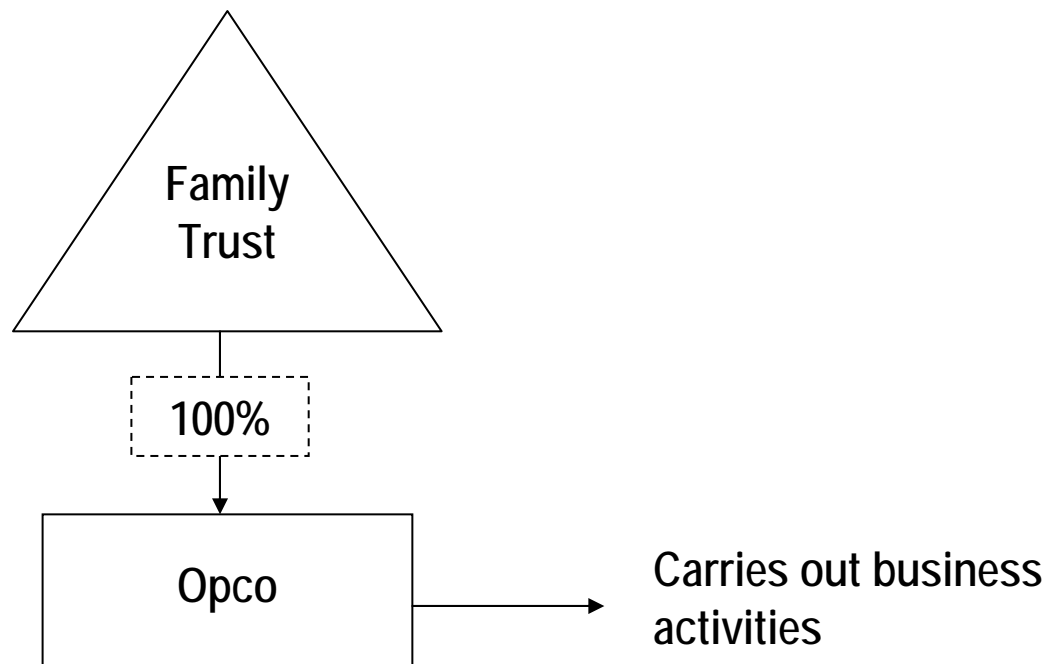 Family
Trust
100%
Opco
Carries out business
activities